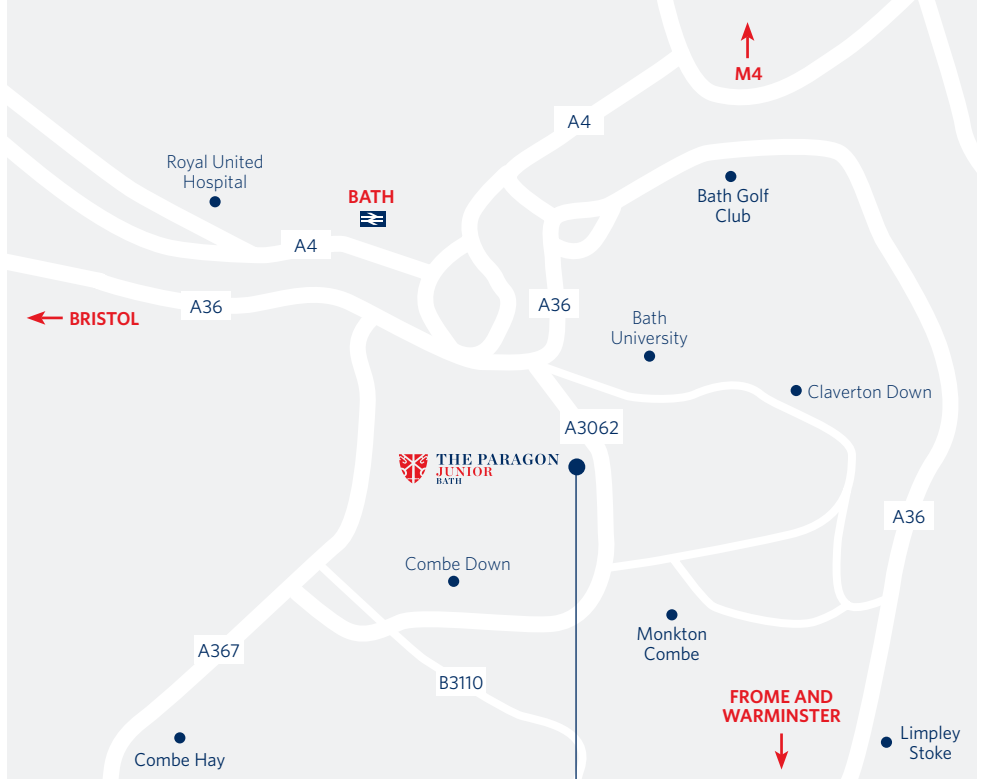 M4
A4
Royal United
Hospital
BATH
Bath Golf
Club
A4
A36
A36
BRISTOL
Bath
University
Claverton Down
A3062
THE PARAGON
JUNIOR
BATH
A36
Combe Down
Monkton
Combe
A367
B3110
FROME AND
WARMINSTER
Limpley
Stoke
Combe Hay